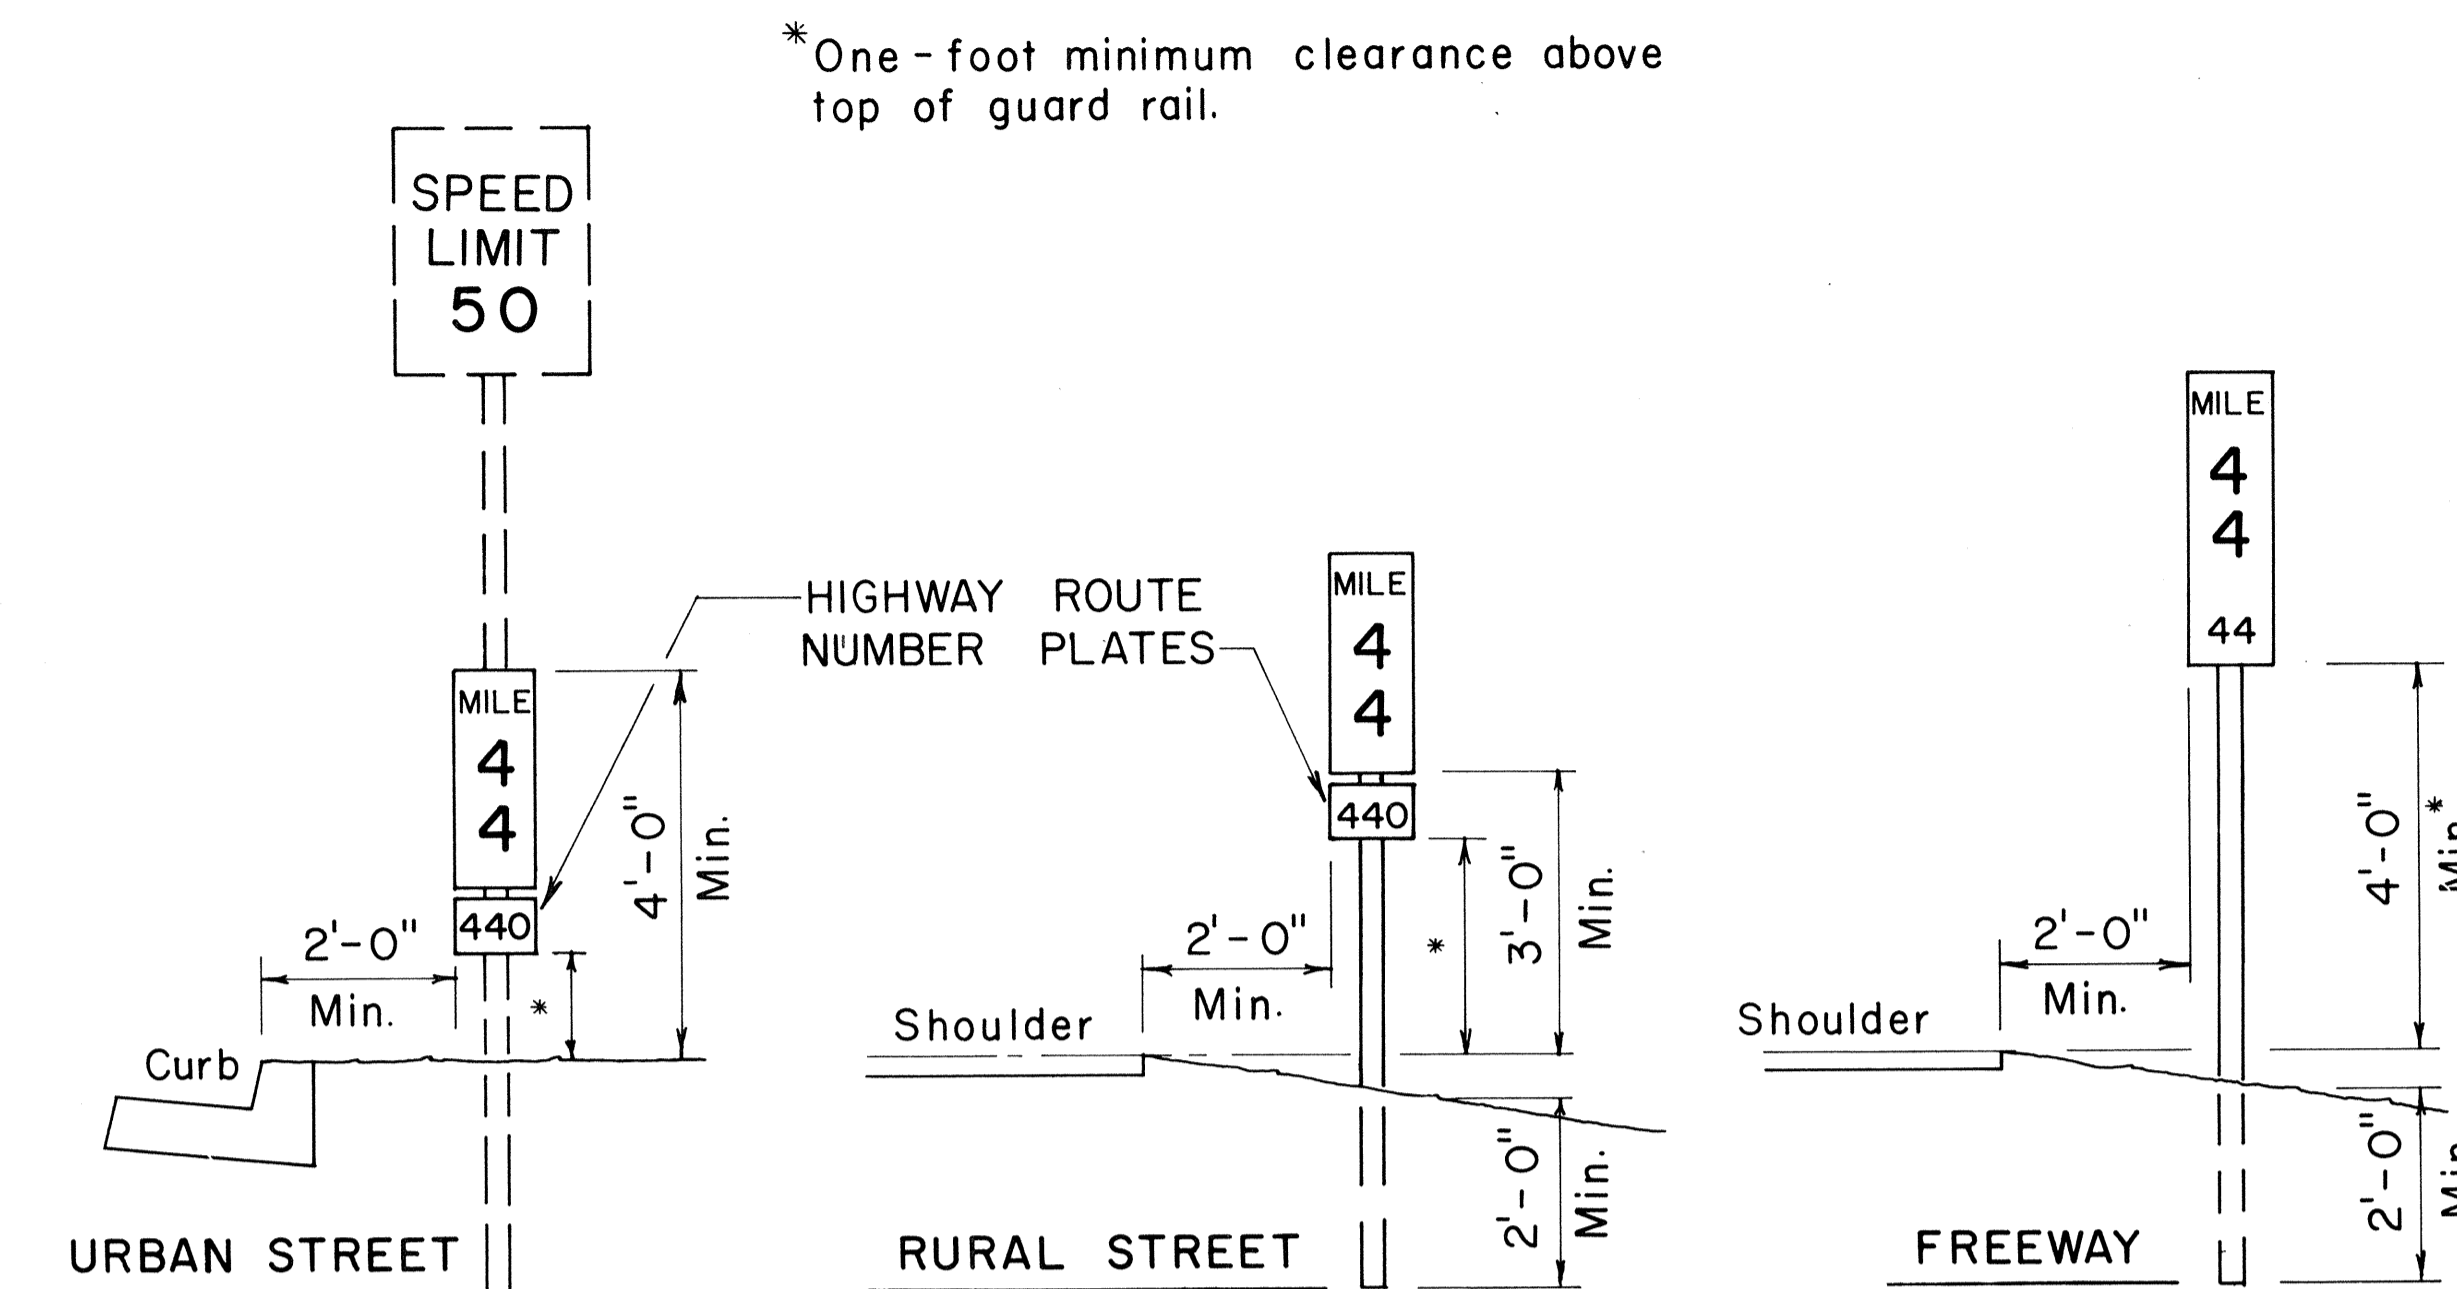 *One-foot minimum clearance above
top of guard rail.
SPEED
LIMIT
50
MILE
4
4
440
HIGHWAY ROUTE
NUMBER PLATES
4'-0"
Min.
2'-0"
Min.
*
Curb
URBAN STREET
MILE
4
4
440
2'-0"
Min.
*
3'-0"
Min.
Shoulder
2'-0"
Min.
RURAL STREET
MILE
4
4
44
4'-0"
Min*
2'-0"
Min.
Shoulder
2'-0"
Min
FREEWAY